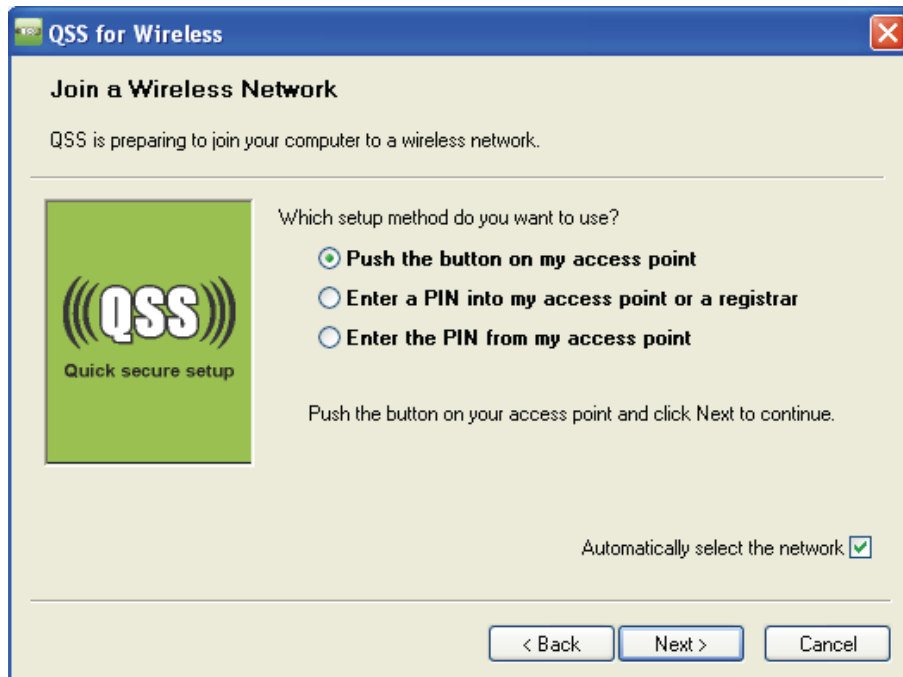 QSS for Wireless
Join a Wireless Network
QSS is preparing to join your computer to a wireless network.
Which setup method do you want to use?
Push the button on my access point
Enter a PIN into my access point or a registrar
Enter the PIN from my access point
(((QSS)))
Quick secure setup
Push the button on your access point and click Next to continue.
Automatically select the network
< Back
Next >
Cancel